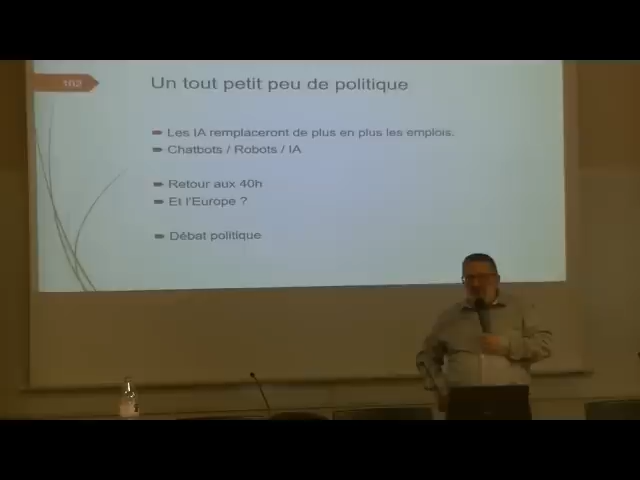 102
Un tout petit peu de politique
Les IA remplaceront de plus en plus les emplois.
Chatbots / Robots / IA
Retour aux 40h
Et l'Europe ?
Débat politique